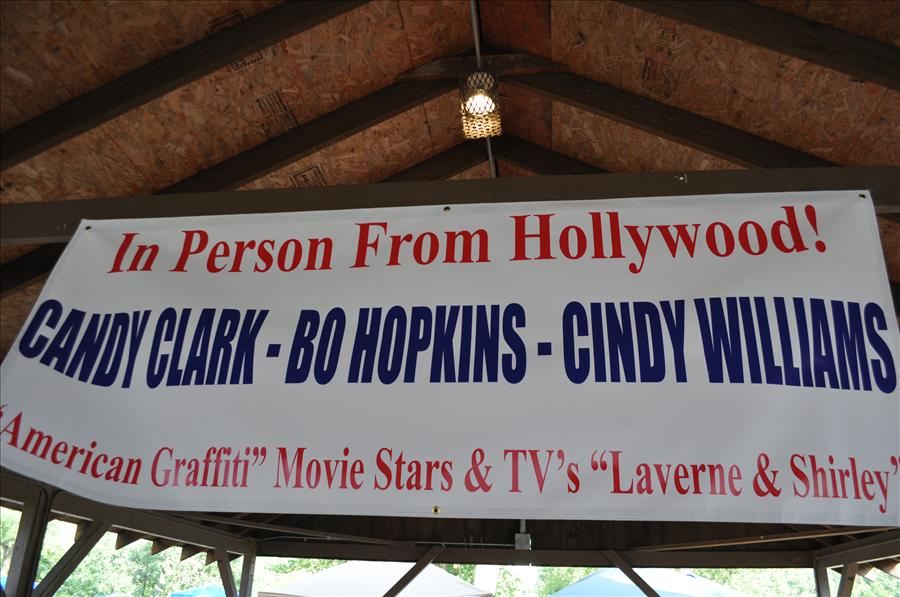 In Person From Hollywood!
CANDY CLARK - BO HOPKINS - CINDY WILLIAMS
"American Graffiti" Movie Stars & TV's "Laverne & Shirley"